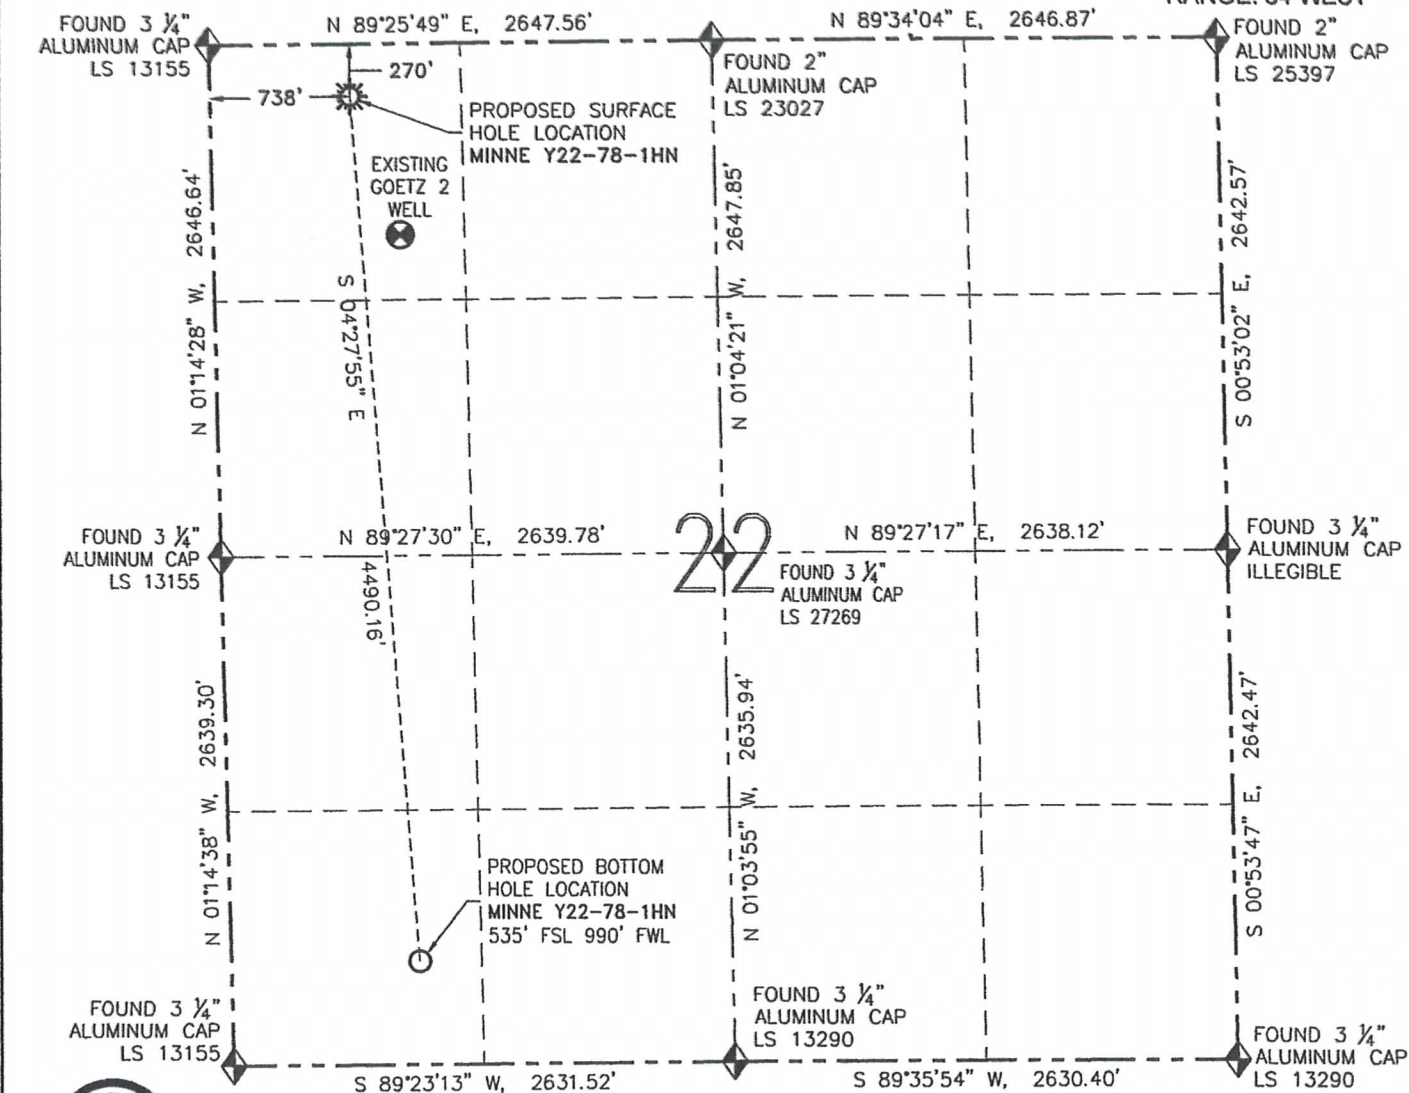 RANGE: 64 WEST
FOUND 3 ¼"
ALUMINUM CAP
LS 13155
N 89°25'49" E, 2647.56'
N 89°34'04" E, 2646.87'
FOUND 2"
ALUMINUM CAP
LS 25397
FOUND 2"
ALUMINUM CAP
LS 23027
270'
738'
PROPOSED SURFACE
HOLE LOCATION
MINNE Y22-78-1HN
EXISTING
GOETZ 2
WELL
N 01°14'28" W, 2646.64'
S 04°27'55" E
4490.16'
N 01°04'21" W, 2647.85'
S 00°53'02" E, 2642.57'
FOUND 3 ¼"
ALUMINUM CAP
LS 13155
N 89°27'30" E, 2639.78'
22
N 89°27'17" E, 2638.12'
FOUND 3 ¼"
ALUMINUM CAP
ILLEGIBLE
FOUND 3 ¼"
ALUMINUM CAP
LS 27269
N 01°14'38" W, 2639.30'
N 01°03'55" W, 2635.94'
S 00°53'47" E, 2642.47'
PROPOSED BOTTOM
HOLE LOCATION
MINNE Y22-78-1HN
535' FSL 990' FWL
FOUND 3 ¼"
ALUMINUM CAP
LS 13155
FOUND 3 ¼"
ALUMINUM CAP
LS 13290
FOUND 3 ¼"
ALUMINUM CAP
LS 13290
S 89°23'13" W, 2631.52'
S 89°35'54" W, 2630.40'